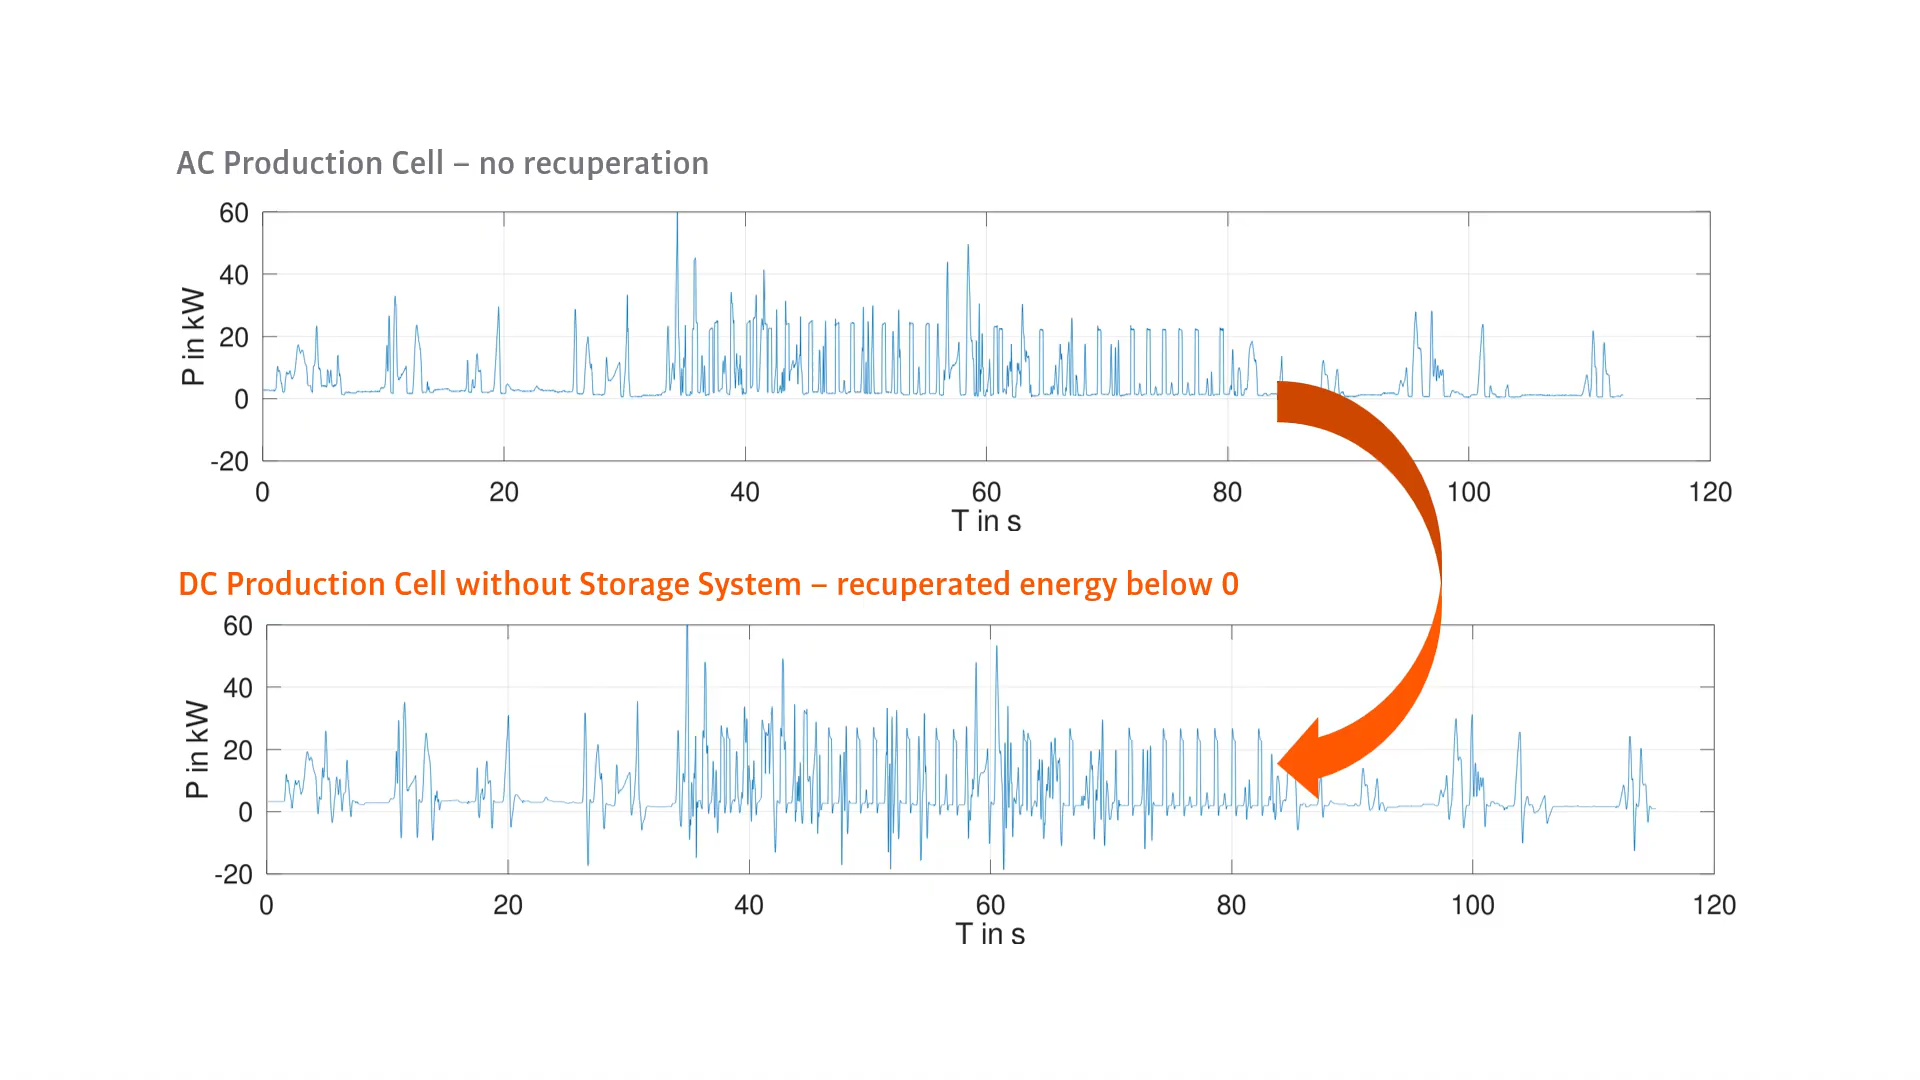 AC Production Cell – no recuperation
60
40
20
0
-20
P in kW
0 20 40 60 80 100 120
T in s
DC Production Cell without Storage System – recuperated energy below 0
60
40
20
0
-20
P in kW
0 20 40 60 80 100 120
T in s